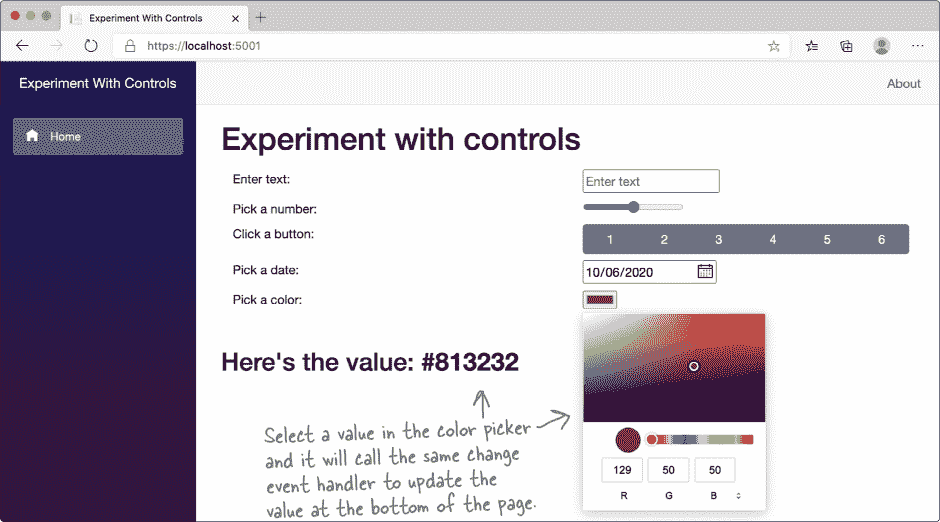 Experiment With Controls
https://localhost:5001
Experiment With Controls
About
Home
Experiment with controls
Enter text:
Enter text
Pick a number:
Click a button:
1 2 3 4 5 6
Pick a date:
10/06/2020
Pick a color:
Here's the value: #813232
Select a value in the color picker
and it will call the same change
event handler to update the
value at the bottom of the page.
129 50 50
R G B